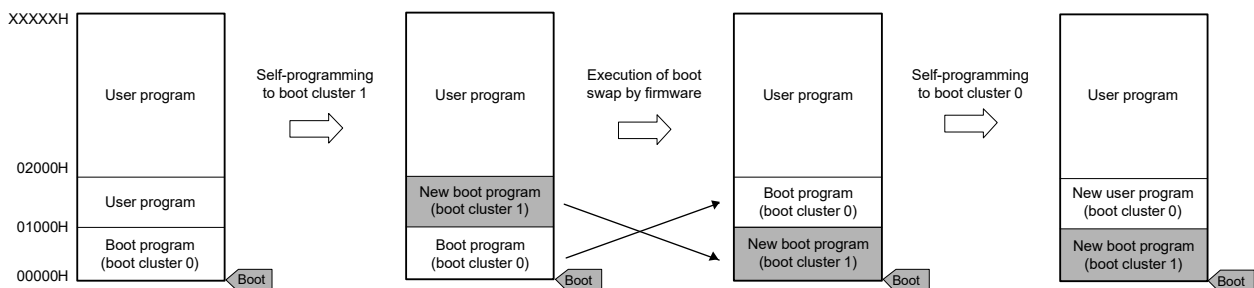 XXXXXH
User program
02000H
User program
01000H
Boot program
(boot cluster 0)
00000H
Boot
Self-programming
to boot cluster 1
User program
New boot program
(boot cluster 1)
Boot program
(boot cluster 0)
Boot
Execution of boot
swap by firmware
User program
Boot program
(boot cluster 0)
New boot program
(boot cluster 1)
Boot
Self-programming
to boot cluster 0
User program
New user program
(boot cluster 0)
New boot program
(boot cluster 1)
Boot